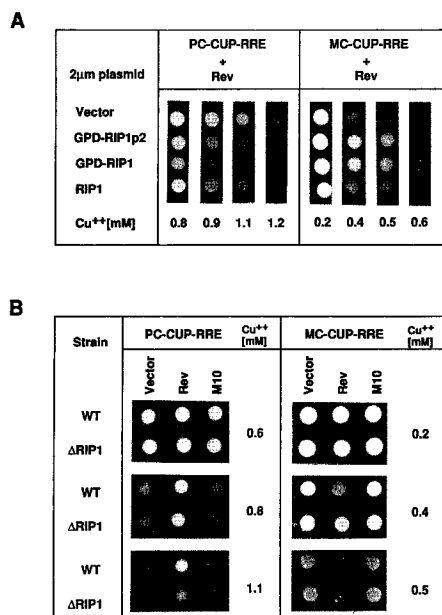 A
2μm plasmid
PC-CUP-RRE
+
Rev
MC-CUP-RRE
+
Rev
Vector
GPD-RIP1p2
GPD-RIP1
RIP1
Cu++[mM] 0.8 0.9 1.1 1.2 0.2 0.4 0.5 0.6
B
Strain PC-CUP-RRE Cu++ [mM] MC-CUP-RRE Cu++ [mM]
Vector Rev M10 Vector Rev M10
WT
ΔRIP1
0.6 0.2
WT
ΔRIP1
0.8 0.4
WT
ΔRIP1
1.1 0.5